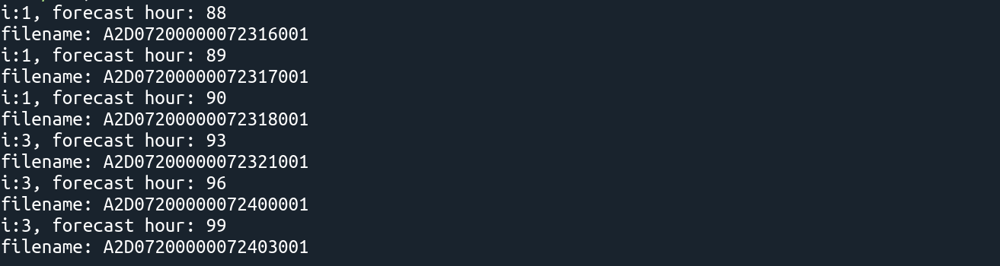 i:1, forecast hour: 88
filename: A2D07200000072316001
i:1, forecast hour: 89
filename: A2D07200000072317001
i:1, forecast hour: 90
filename: A2D07200000072318001
i:3, forecast hour: 93
filename: A2D07200000072321001
i:3, forecast hour: 96
filename: A2D07200000072400001
i:3, forecast hour: 99
filename: A2D07200000072403001